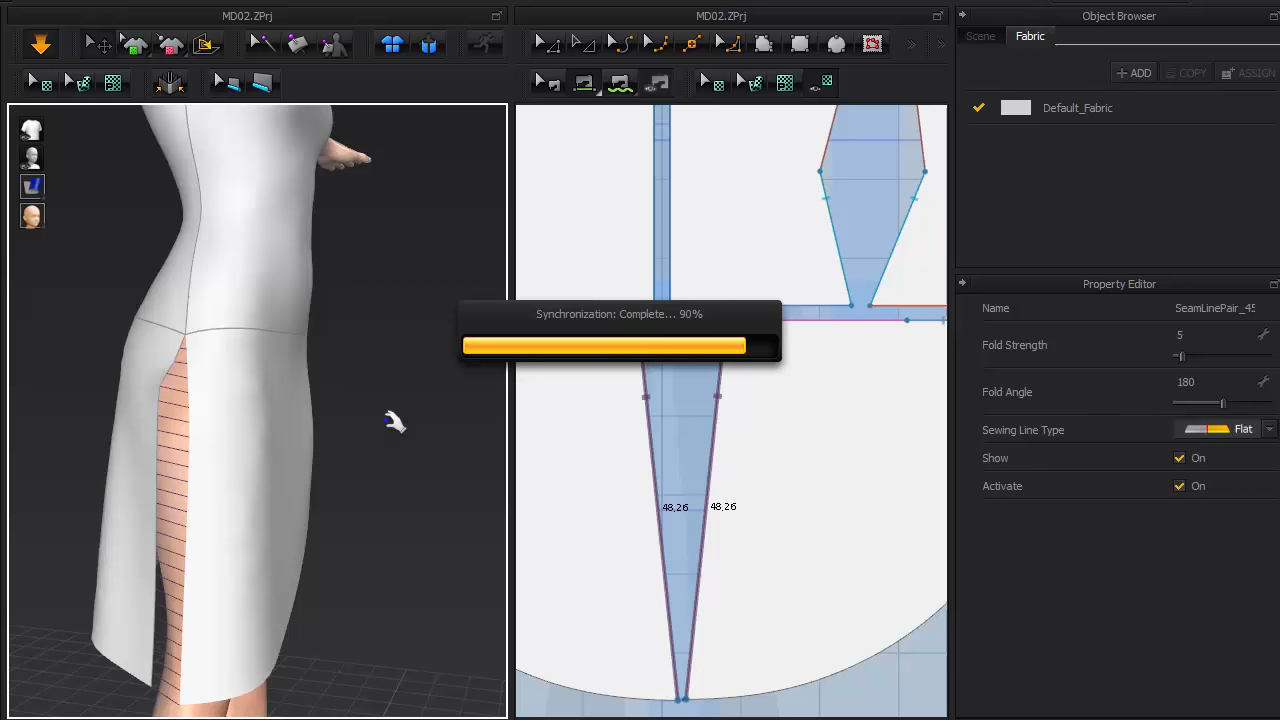 MD02.ZPrj
MD02.ZPrj
Object Browser
Scene
Fabric
+ ADD
COPY
ASSIGN
Default_Fabric
Synchronization: Complete... 90%
48,26
48,26
Property Editor
Name
SeamLinePair_45
Fold Strength
5
Fold Angle
180
Sewing Line Type
Flat
Show
On
Activate
On